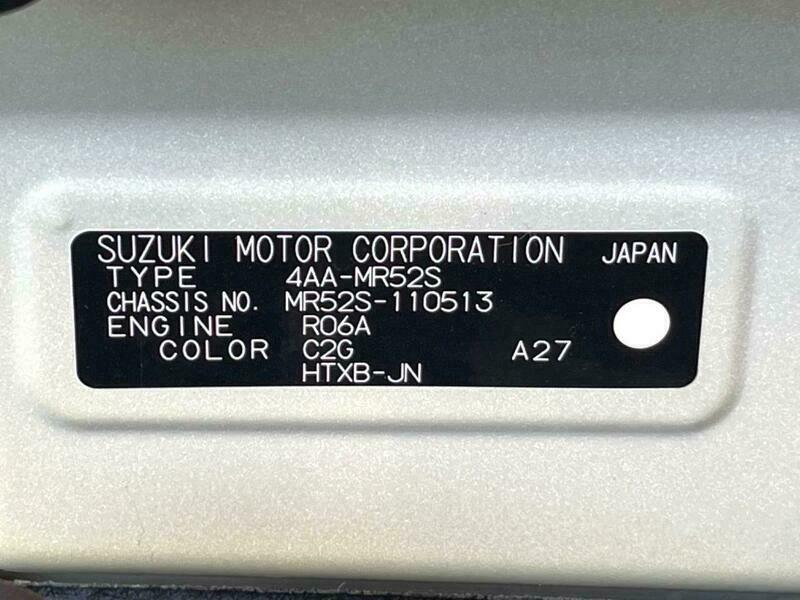 SUZUKI MOTOR CORPORATION JAPAN
TYPE 4AA-MR52S
CHASSIS NO. MR52S-110513
ENGINE R06A
COLOR C2G A27
HTXB-JN